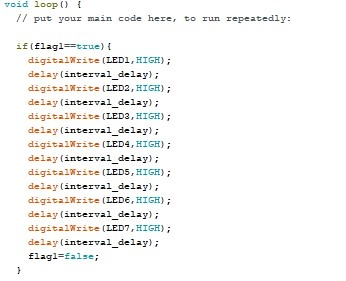 void loop() {
// put your main code here, to run repeatedly:
if(flag1==true){
digitalWrite(LED1,HIGH);
delay(interval_delay);
digitalWrite(LED2,HIGH);
delay(interval_delay);
digitalWrite(LED3,HIGH);
delay(interval_delay);
digitalWrite(LED4,HIGH);
delay(interval_delay);
digitalWrite(LED5,HIGH);
delay(interval_delay);
digitalWrite(LED6,HIGH);
delay(interval_delay);
digitalWrite(LED7,HIGH);
delay(interval_delay);
flag1=false;
}